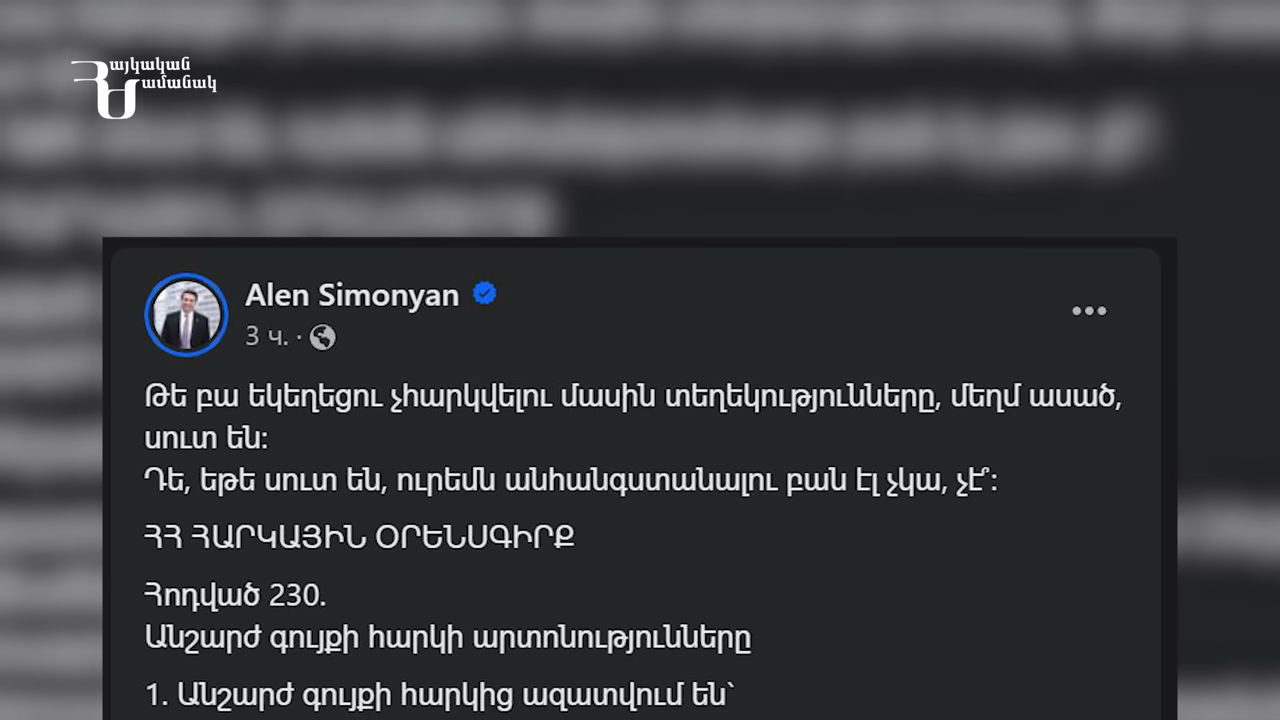 Հայկական
Ժամանակ
Alen Simonyan
3 ч. ·
Թե բա եկեղեցու չհարկվելու մասին տեղեկությունները, մեղմ ասած,
սուտ են:
Դե, եթե սուտ են, ուրեմն անհանգստանալու բան էլ չկա, չէ՞:
ՀՀ ՀԱՐԿԱՅԻՆ ՕՐԵՆՍԳԻՐՔ
Հոդված 230.
Անշարժ գույքի հարկի արտոնությունները
1. Անշարժ գույքի հարկից ազատվում են`